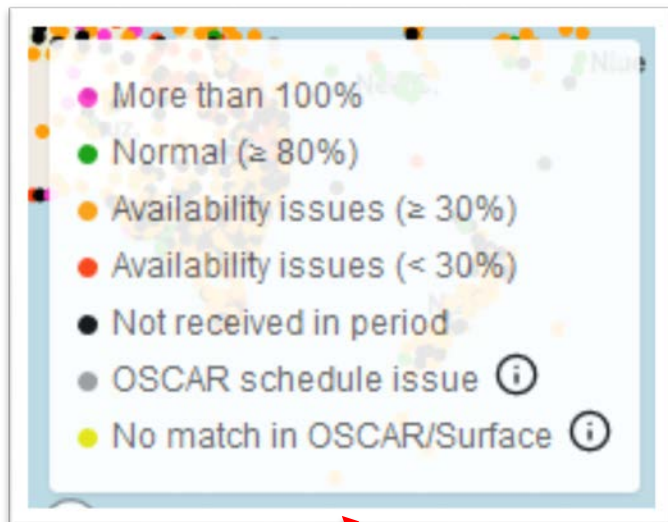 Niue
More than 100%
Normal (≥ 80%)
Availability issues (≥ 30%)
Availability issues (< 30%)
Not received in period
OSCAR schedule issue
No match in OSCAR/Surface